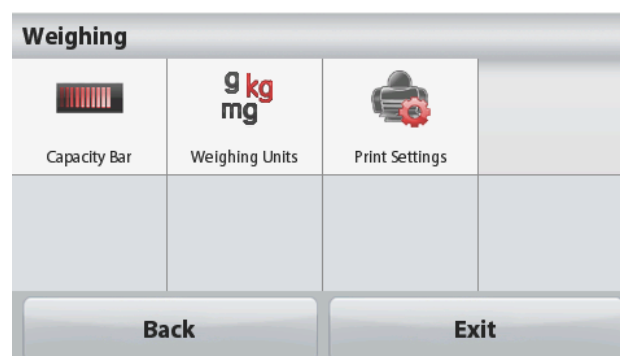 Weighing
g kg
mg
Capacity Bar
Weighing Units
Print Settings
Back
Exit